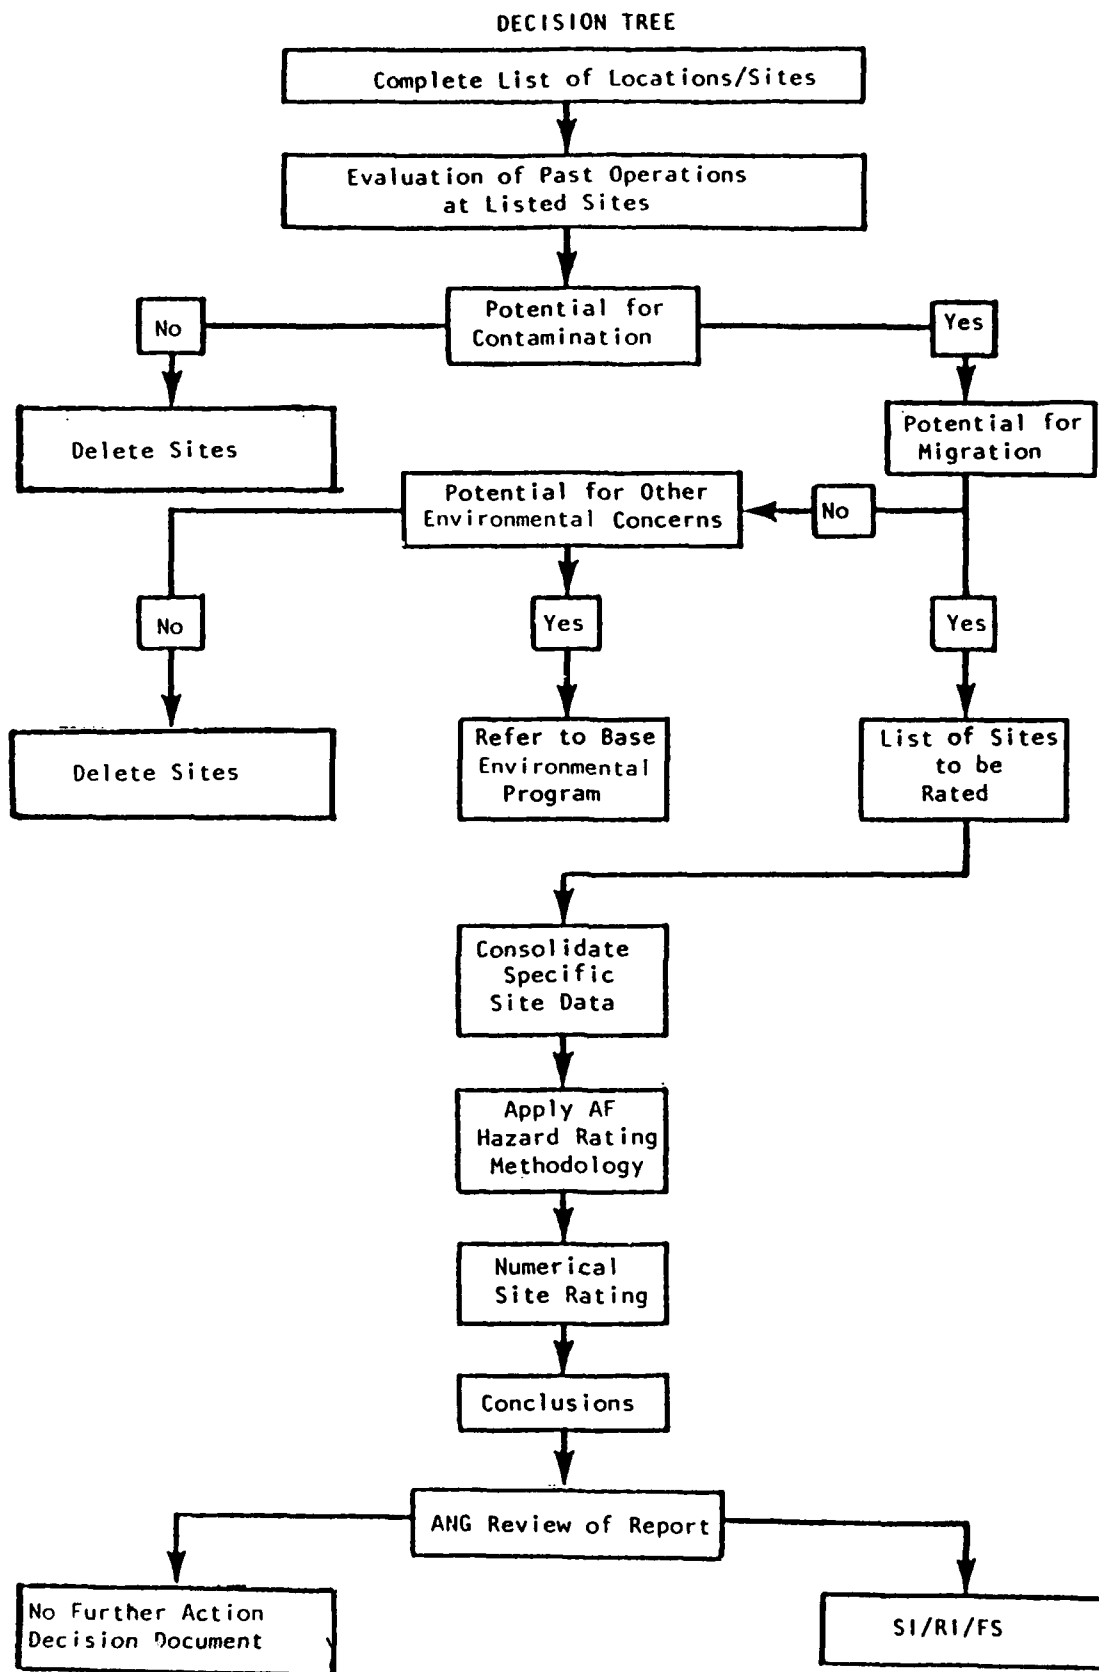 DECISION TREE
Complete List of Locations/Sites
Evaluation of Past Operations
at Listed Sites
Potential for
Contamination
No
Yes
Delete Sites
Potential for
Migration
Potential for Other
Environmental Concerns
No
No
Yes
Yes
Delete Sites
Refer to Base
Environmental
Program
List of Sites
to be
Rated
Consolidate
Specific
Site Data
Apply AF
Hazard Rating
Methodology
Numerical
Site Rating
Conclusions
ANG Review of Report
No Further Action
Decision Document
SI/RI/FS